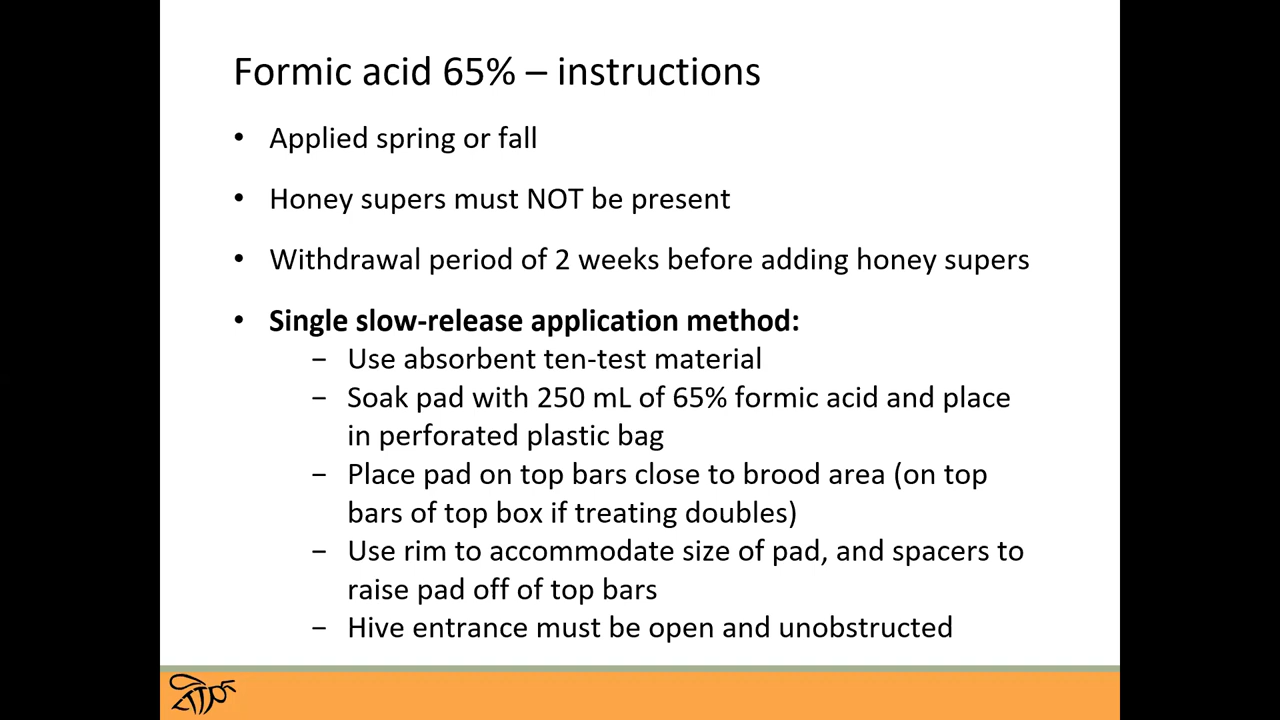 Formic acid 65% – instructions
• Applied spring or fall
• Honey supers must NOT be present
• Withdrawal period of 2 weeks before adding honey supers
• Single slow-release application method:
– Use absorbent ten-test material
– Soak pad with 250 mL of 65% formic acid and place
in perforated plastic bag
– Place pad on top bars close to brood area (on top
bars of top box if treating doubles)
– Use rim to accommodate size of pad, and spacers to
raise pad off of top bars
– Hive entrance must be open and unobstructed